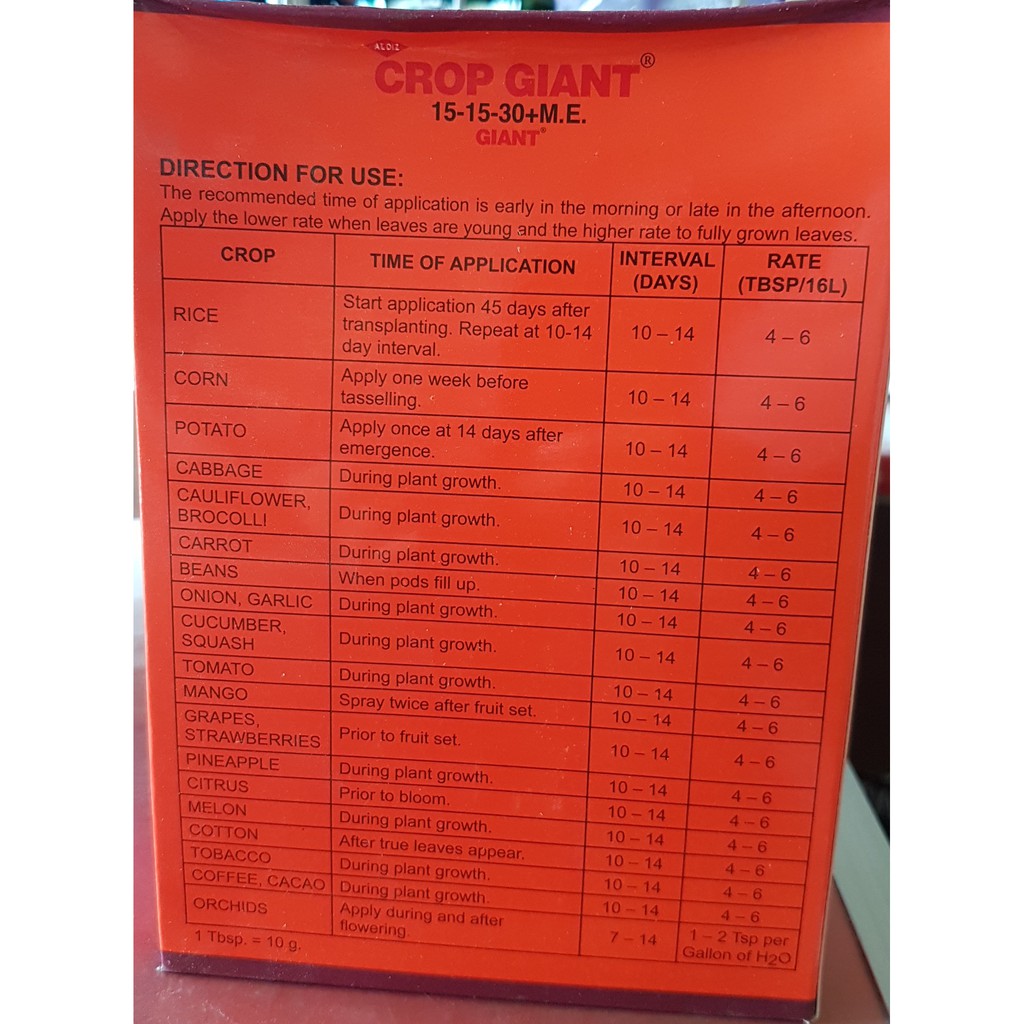 ALDIZ
CROP GIANT®
15-15-30+M.E.
GIANT®
DIRECTION FOR USE:
The recommended time of application is early in the morning or late in the afternoon.
Apply the lower rate when leaves are young and the higher rate to fully grown leaves.
CROP TIME OF APPLICATION INTERVAL (DAYS) RATE (TBSP/16L)
RICE Start application 45 days after transplanting. Repeat at 10-14 day interval. 10 – 14 4 – 6
CORN Apply one week before tasselling. 10 – 14 4 – 6
POTATO Apply once at 14 days after emergence. 10 – 14 4 – 6
CABBAGE During plant growth. 10 – 14 4 – 6
CAULIFLOWER, BROCOLLI During plant growth. 10 – 14 4 – 6
CARROT During plant growth. 10 – 14 4 – 6
BEANS When pods fill up. 10 – 14 4 – 6
ONION, GARLIC During plant growth. 10 – 14 4 – 6
CUCUMBER, SQUASH During plant growth. 10 – 14 4 – 6
TOMATO During plant growth. 10 – 14 4 – 6
MANGO Spray twice after fruit set. 10 – 14 4 – 6
GRAPES, STRAWBERRIES Prior to fruit set. 10 – 14 4 – 6
PINEAPPLE During plant growth. 10 – 14 4 – 6
CITRUS Prior to bloom. 10 – 14 4 – 6
MELON During plant growth. 10 – 14 4 – 6
COTTON After true leaves appear. 10 – 14 4 – 6
TOBACCO During plant growth. 10 – 14 4 – 6
COFFEE, CACAO During plant growth. 10 – 14 4 – 6
ORCHIDS Apply during and after flowering. 7 – 14 1 – 2 Tsp per Gallon of H2O
1 Tbsp. = 10 g.